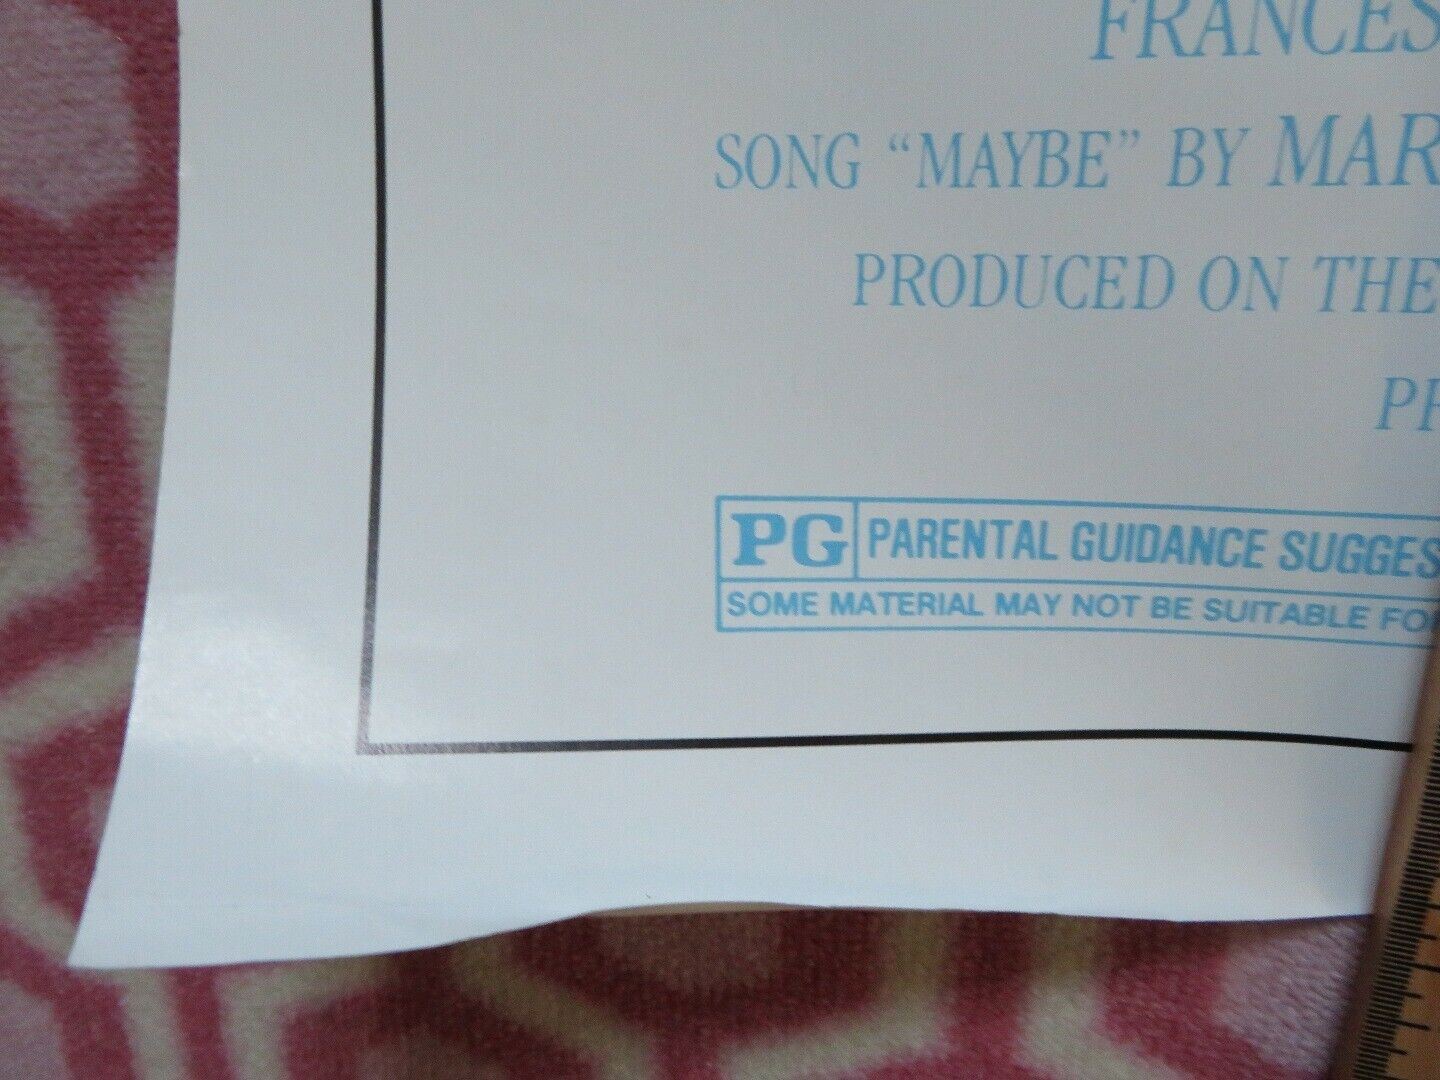 FRANCES
SONG “MAYBE” BY MAR
PRODUCED ON THE
PR
PG PARENTAL GUIDANCE SUGGES
SOME MATERIAL MAY NOT BE SUITABLE FO